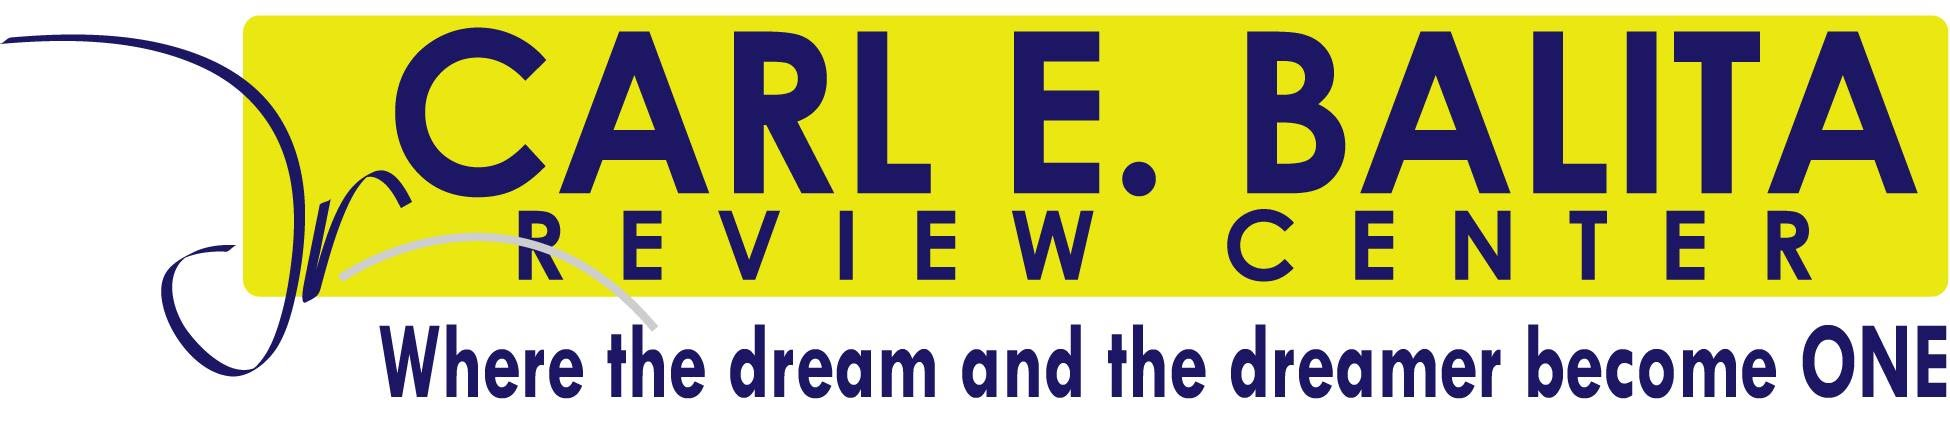 Dr CARL E. BALITA
REVIEW CENTER
Where the dream and the dreamer become ONE